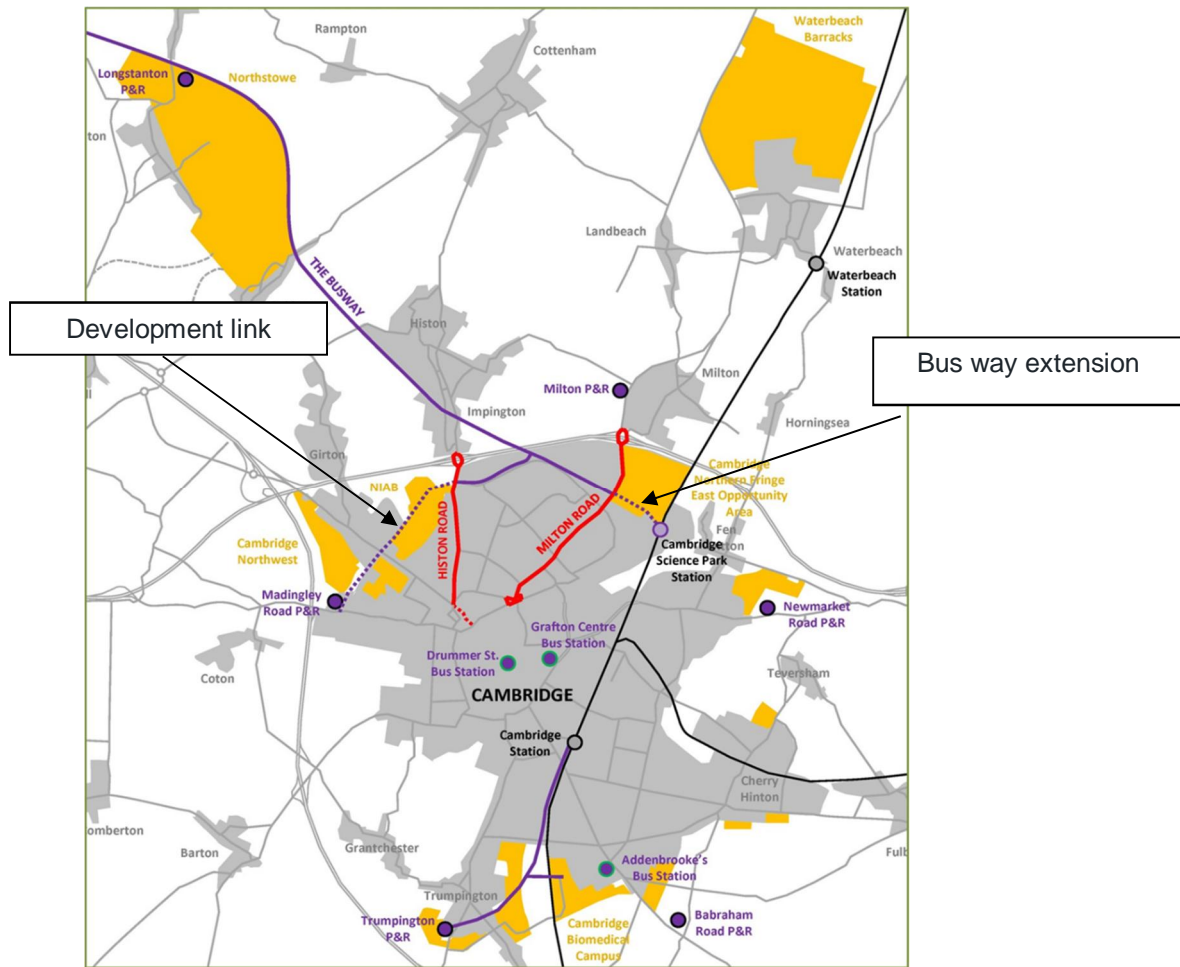 Rampton
Cottenham
Waterbeach
Barracks
Longstanton
P&R
Northstowe
ton
Landbeach
Waterbeach
Waterbeach
Station
THE BUSWAY
Development link
Histon
Bus way extension
Milton P&R
Milton
Impington
Horningsea
Girton
NIAB
Cambridge
Northern Fringe
East Opportunity
Area
HISTON ROAD
MILTON ROAD
Cambridge
Northwest
Fen
Cambridge
Science Park
Station
Madingley
Road P&R
Newmarket
Road P&R
Grafton Centre
Bus Station
Drummer St.
Bus Station
Coton
Teversham
CAMBRIDGE
Cambridge
Station
Cherry
Hinton
omberton
Barton
Grantchester
Fulb
Addenbrooke's
Bus Station
Trumpington
Trumpington
P&R
Cambridge
Biomedical
Campus
Babraham
Road P&R